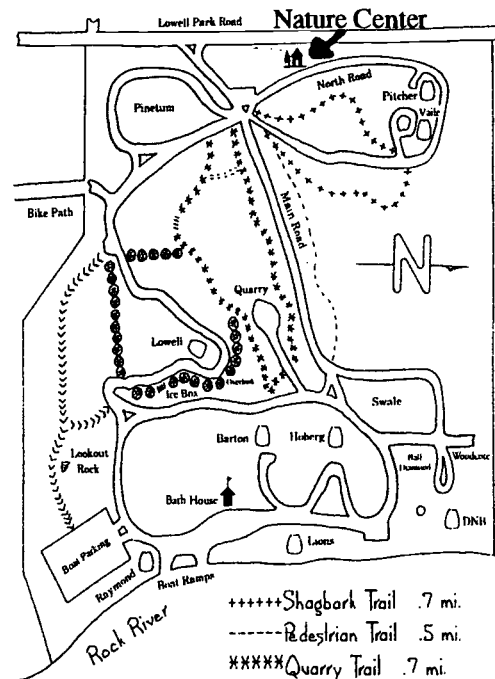 Lowell Park Road
Nature Center
North Road
Pinetum
Pitcher
Vaile
Bike Path
Main Road
N
Quarry
Lowell
Ice Box
Overlook
Swale
Lookout
Rock
Barton
Hoberg
Ball
Diamond
Woodcote
Bath House
DNB
Boat Parking
Lions
Raymond
Boat Ramps
Rock River
++++++ Shagbark Trail .7 mi.
------ Pedestrian Trail .5 mi.
***** Quarry Trail .7 mi.